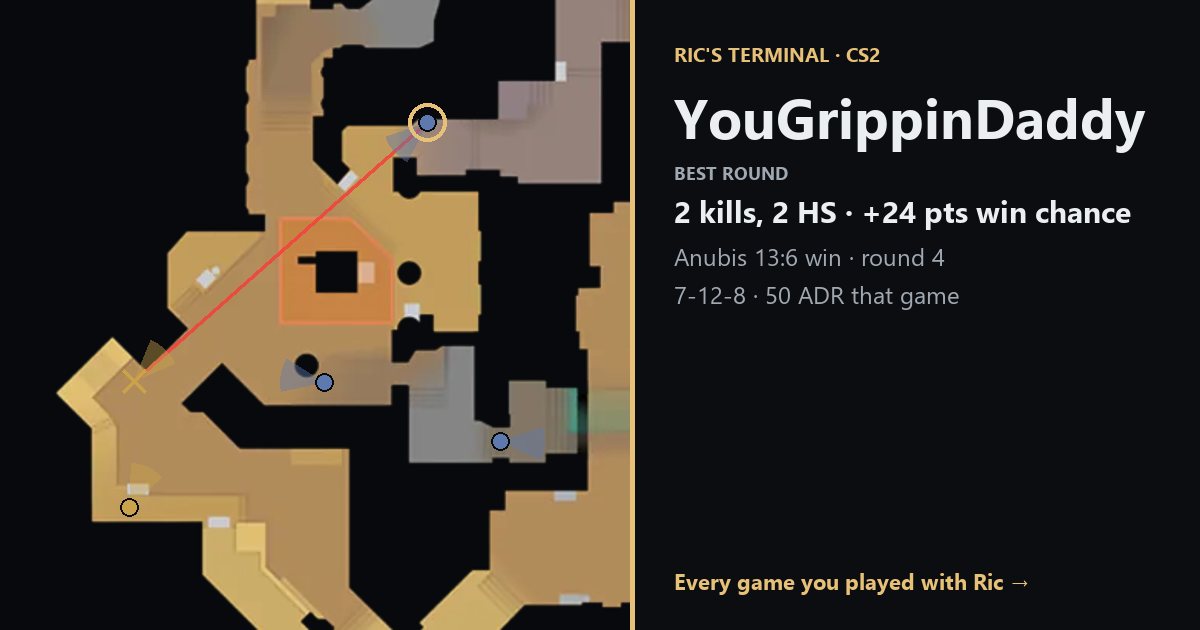 RIC'S TERMINAL · CS2
YouGrippinDaddy
BEST ROUND
2 kills, 2 HS · +24 pts win chance
Anubis 13:6 win · round 4
7-12-8 · 50 ADR that game
Every game you played with Ric →